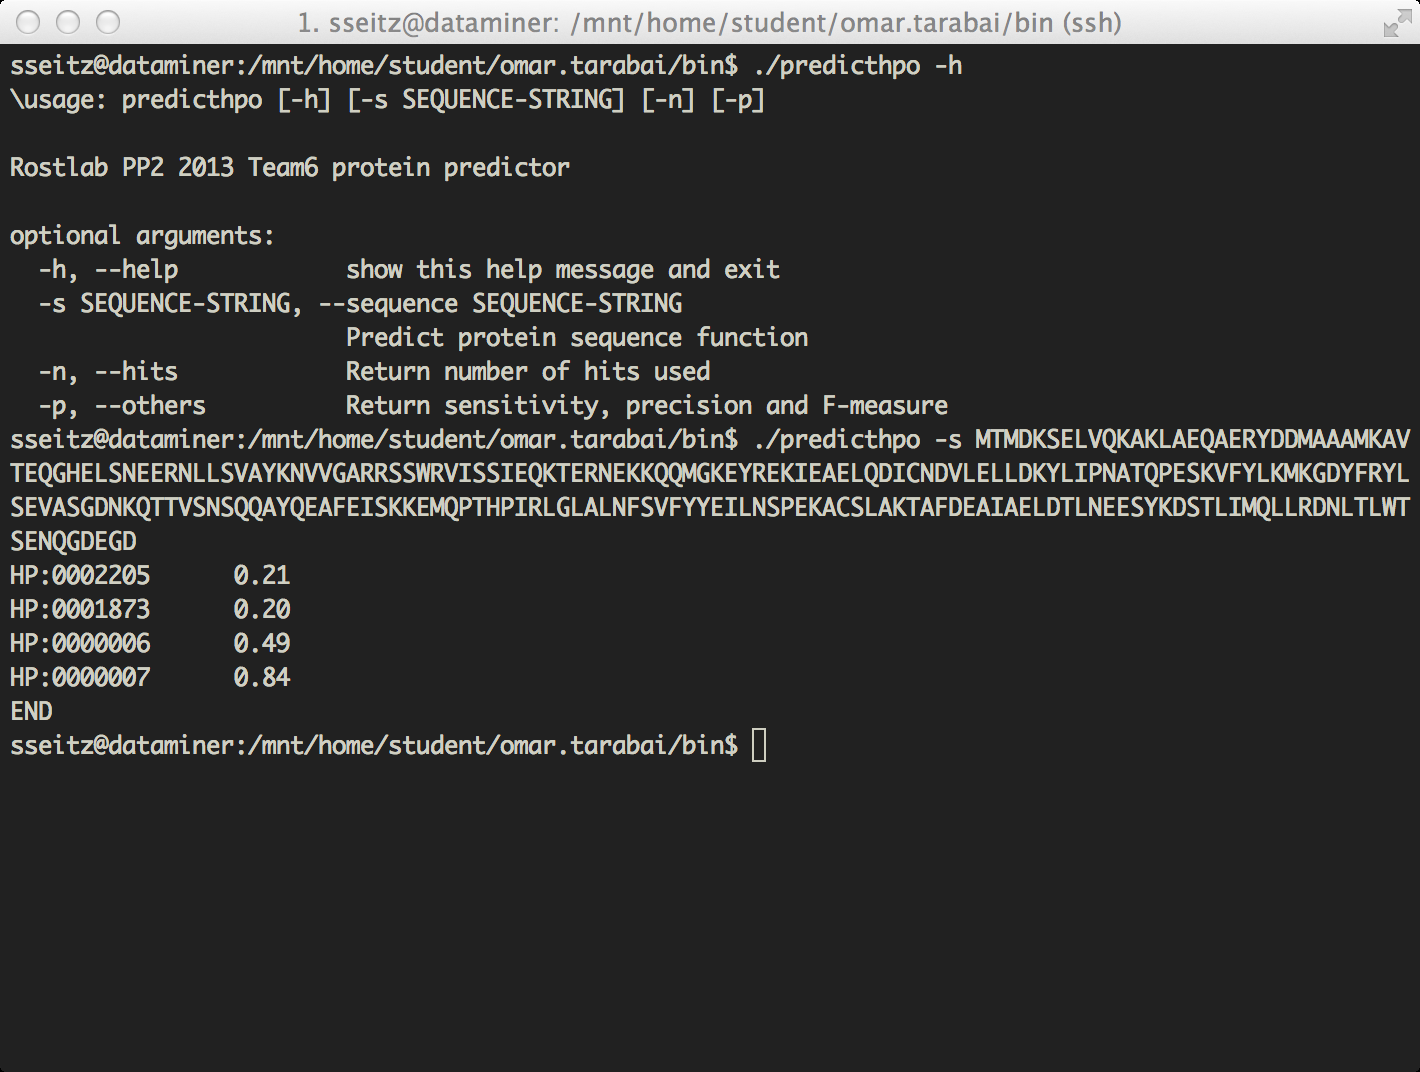 1. sseitz@dataminer: /mnt/home/student/omar.tarabai/bin (ssh)
sseitz@dataminer:/mnt/home/student/omar.tarabai/bin$ ./predicthpo -h
\usage: predicthpo [-h] [-s SEQUENCE-STRING] [-n] [-p]
Rostlab PP2 2013 Team6 protein predictor
optional arguments:
-h, --help show this help message and exit
-s SEQUENCE-STRING, --sequence SEQUENCE-STRING
Predict protein sequence function
-n, --hits Return number of hits used
-p, --others Return sensitivity, precision and F-measure
sseitz@dataminer:/mnt/home/student/omar.tarabai/bin$ ./predicthpo -s MTMDKSELVQKAKLAEQAERYDDMAAAMKAV
TEQGHELSNEERNLLSVAYKNVVGARRSSWRVISSIEQKTERNEKKQQMGKEYREKIEAELQDICNDVLELLDKYLIPNATQPESKVFYLKMKGDYFRYL
SEVASGDNKQTTVSNSQQAYQEAFEISKKEMQPTHPIRLGLALNFSVFYYEILNSPEKACSLAKTAFDEAIAELDTLNEESYKDSTLIMQLLRDNLTLWT
SENQGDEGD
HP:0002205 0.21
HP:0001873 0.20
HP:0000006 0.49
HP:0000007 0.84
END
sseitz@dataminer:/mnt/home/student/omar.tarabai/bin$